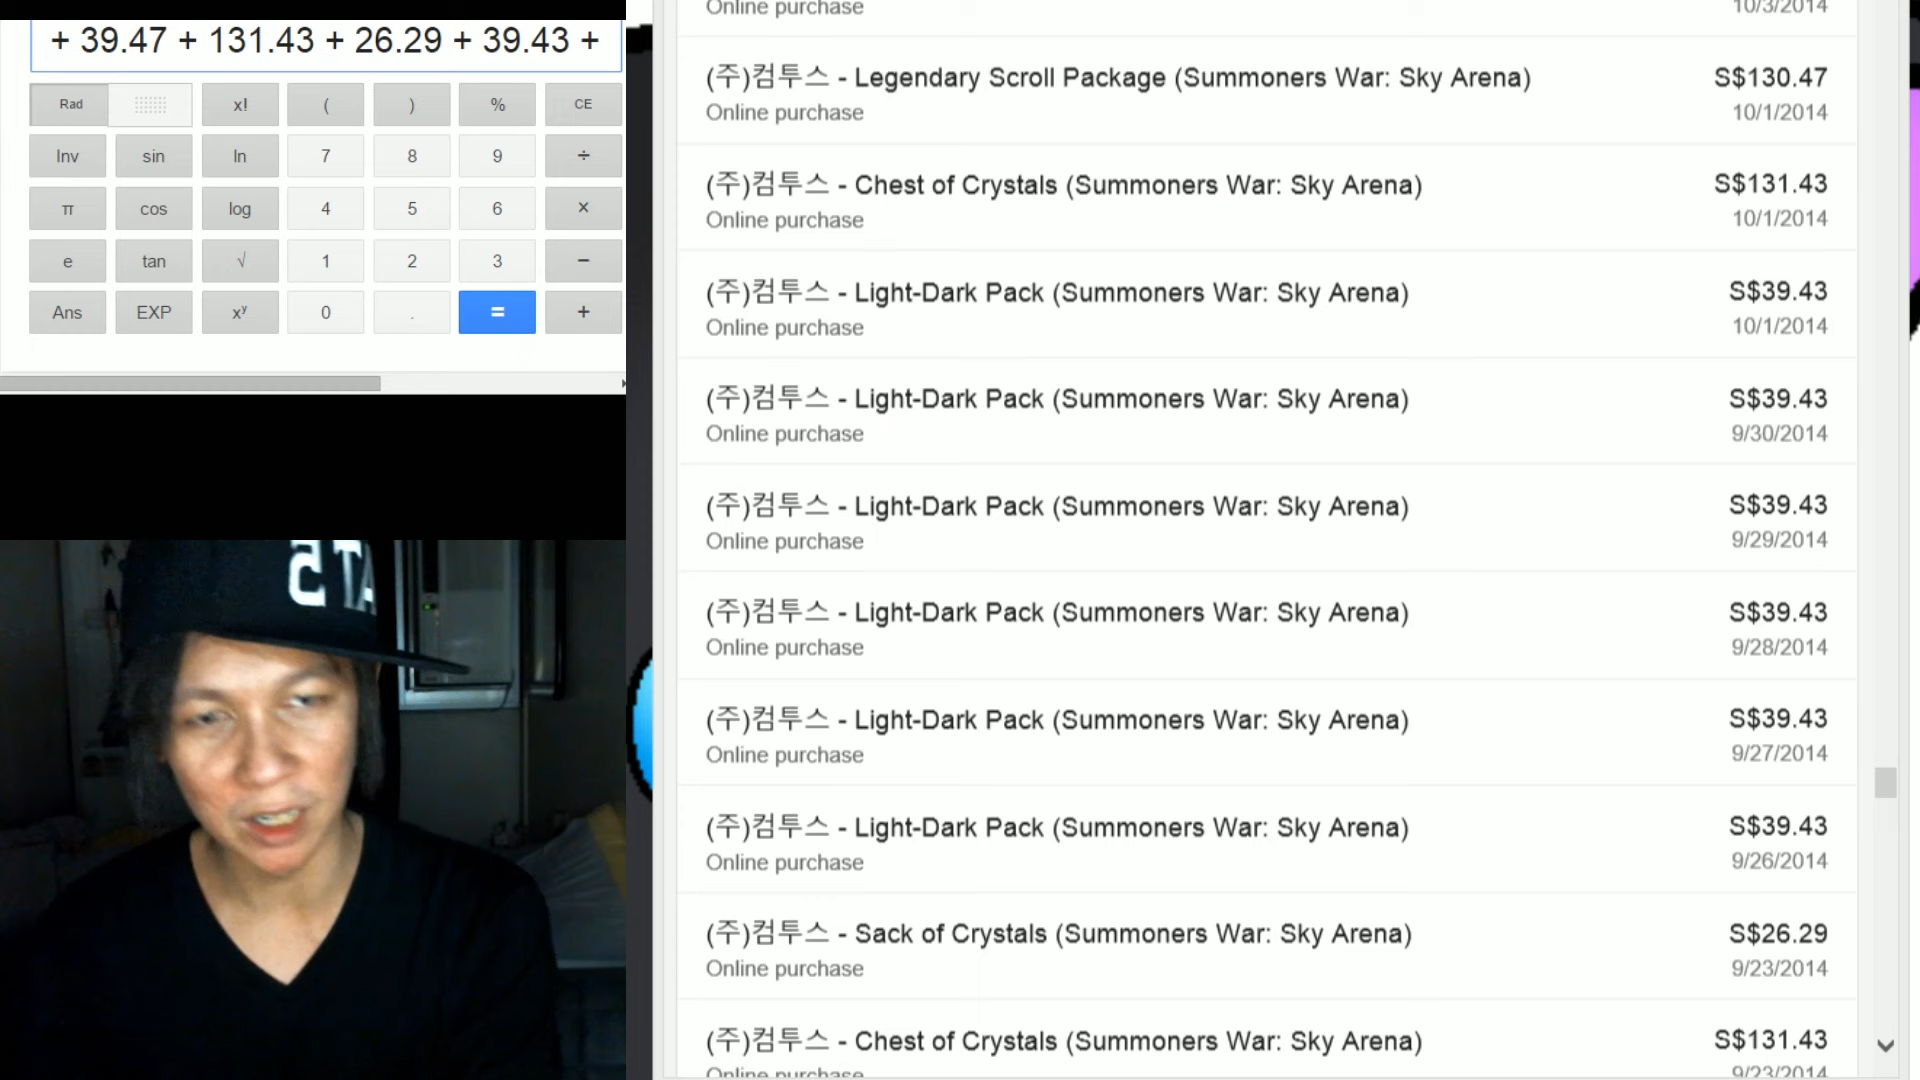 + 39.47 + 131.43 + 26.29 + 39.43 +
Rad x! ( ) % CE
Inv sin ln 7 8 9 ÷
π cos log 4 5 6 ×
e tan √ 1 2 3 −
Ans EXP xʸ 0 . = +
Online purchase 10/3/2014
(주)컴투스 - Legendary Scroll Package (Summoners War: Sky Arena) S$130.47
Online purchase 10/1/2014
(주)컴투스 - Chest of Crystals (Summoners War: Sky Arena) S$131.43
Online purchase 10/1/2014
(주)컴투스 - Light-Dark Pack (Summoners War: Sky Arena) S$39.43
Online purchase 10/1/2014
(주)컴투스 - Light-Dark Pack (Summoners War: Sky Arena) S$39.43
Online purchase 9/30/2014
(주)컴투스 - Light-Dark Pack (Summoners War: Sky Arena) S$39.43
Online purchase 9/29/2014
(주)컴투스 - Light-Dark Pack (Summoners War: Sky Arena) S$39.43
Online purchase 9/28/2014
(주)컴투스 - Light-Dark Pack (Summoners War: Sky Arena) S$39.43
Online purchase 9/27/2014
(주)컴투스 - Light-Dark Pack (Summoners War: Sky Arena) S$39.43
Online purchase 9/26/2014
(주)컴투스 - Sack of Crystals (Summoners War: Sky Arena) S$26.29
Online purchase 9/23/2014
(주)컴투스 - Chest of Crystals (Summoners War: Sky Arena) S$131.43
Online purchase 9/23/2014